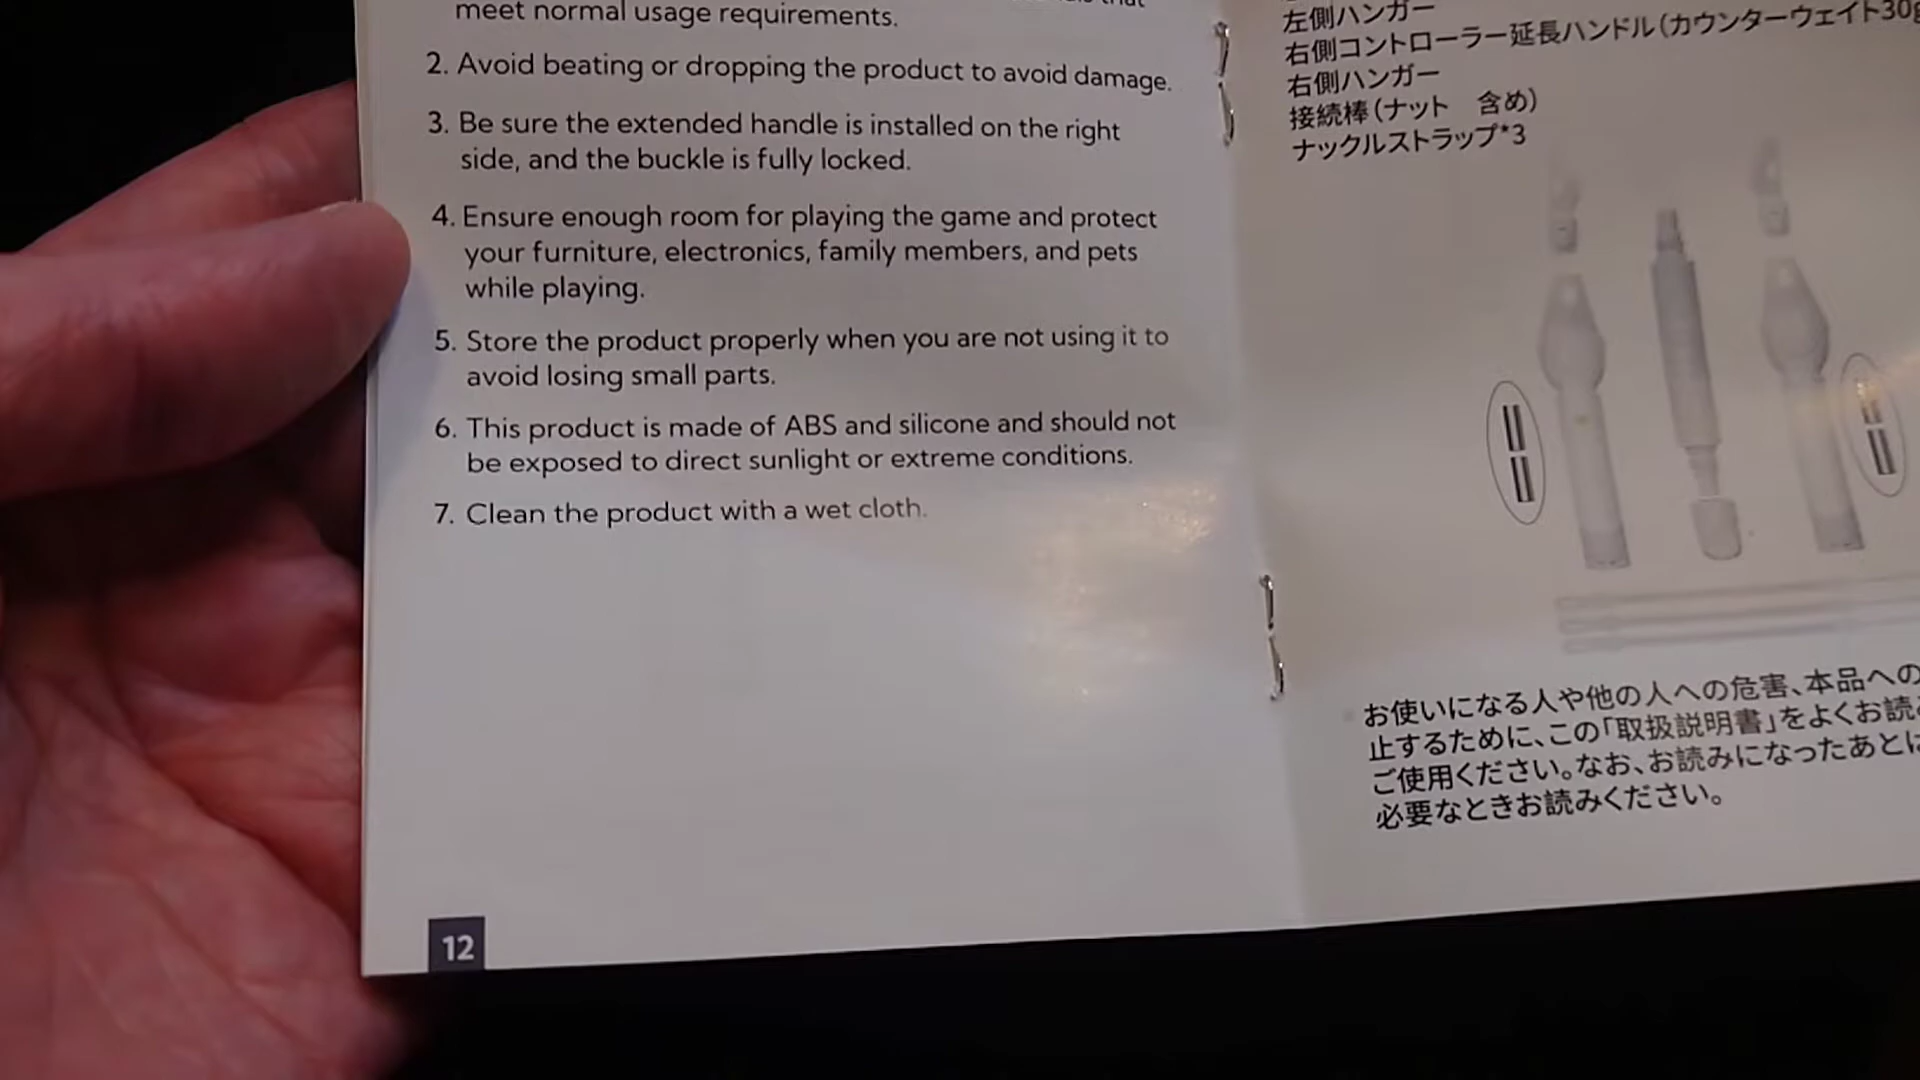 meet normal usage requirements.
2. Avoid beating or dropping the product to avoid damage.
3. Be sure the extended handle is installed on the right
side, and the buckle is fully locked.
4. Ensure enough room for playing the game and protect
your furniture, electronics, family members, and pets
while playing.
5. Store the product properly when you are not using it to
avoid losing small parts.
6. This product is made of ABS and silicone and should not
be exposed to direct sunlight or extreme conditions.
7. Clean the product with a wet cloth.
12
左側ハンガー
右側コントローラー延長ハンドル(カウンターウェイト30g
右側ハンガー
接続棒(ナット 含め)
ナックルストラップ*3
お使いになる人や他の人への危害、本品への
止するために、この「取扱説明書」をよくお読
ご使用ください。なお、お読みになったあとに
必要なときお読みください。